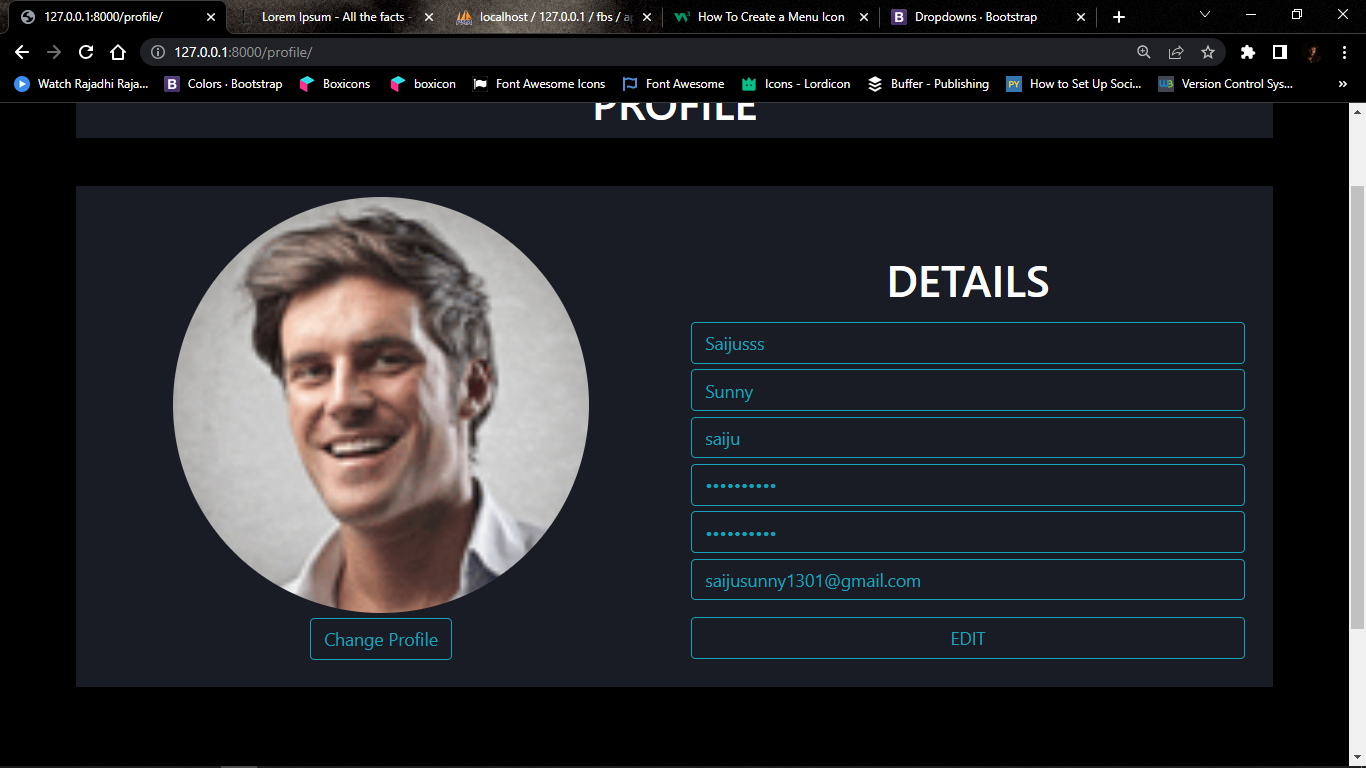 127.0.0.1:8000/profile/
Lorem Ipsum - All the facts -
localhost / 127.0.0.1 / fbs / ap
How To Create a Menu Icon
Dropdowns · Bootstrap
127.0.0.1:8000/profile/
Watch Rajadhi Raja...
Colors · Bootstrap
Boxicons
boxicon
Font Awesome Icons
Font Awesome
Icons - Lordicon
Buffer - Publishing
How to Set Up Soci...
Version Control Sys...
PROFILE
DETAILS
Saijusss
Sunny
saiju
••••••••••
••••••••••
saijusunny1301@gmail.com
Change Profile
EDIT